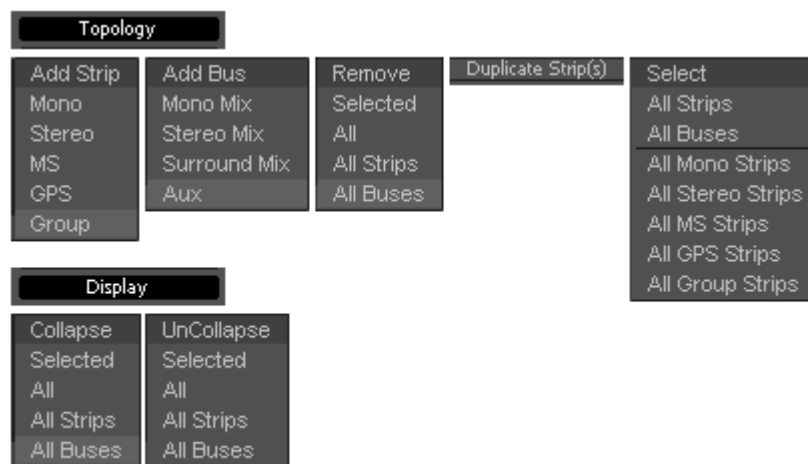 Topology
Add Strip
Mono
Stereo
MS
GPS
Group
Add Bus
Mono Mix
Stereo Mix
Surround Mix
Aux
Remove
Selected
All
All Strips
All Buses
Duplicate Strip(s)
Select
All Strips
All Buses
All Mono Strips
All Stereo Strips
All MS Strips
All GPS Strips
All Group Strips
Display
Collapse
Selected
All
All Strips
All Buses
UnCollapse
Selected
All
All Strips
All Buses